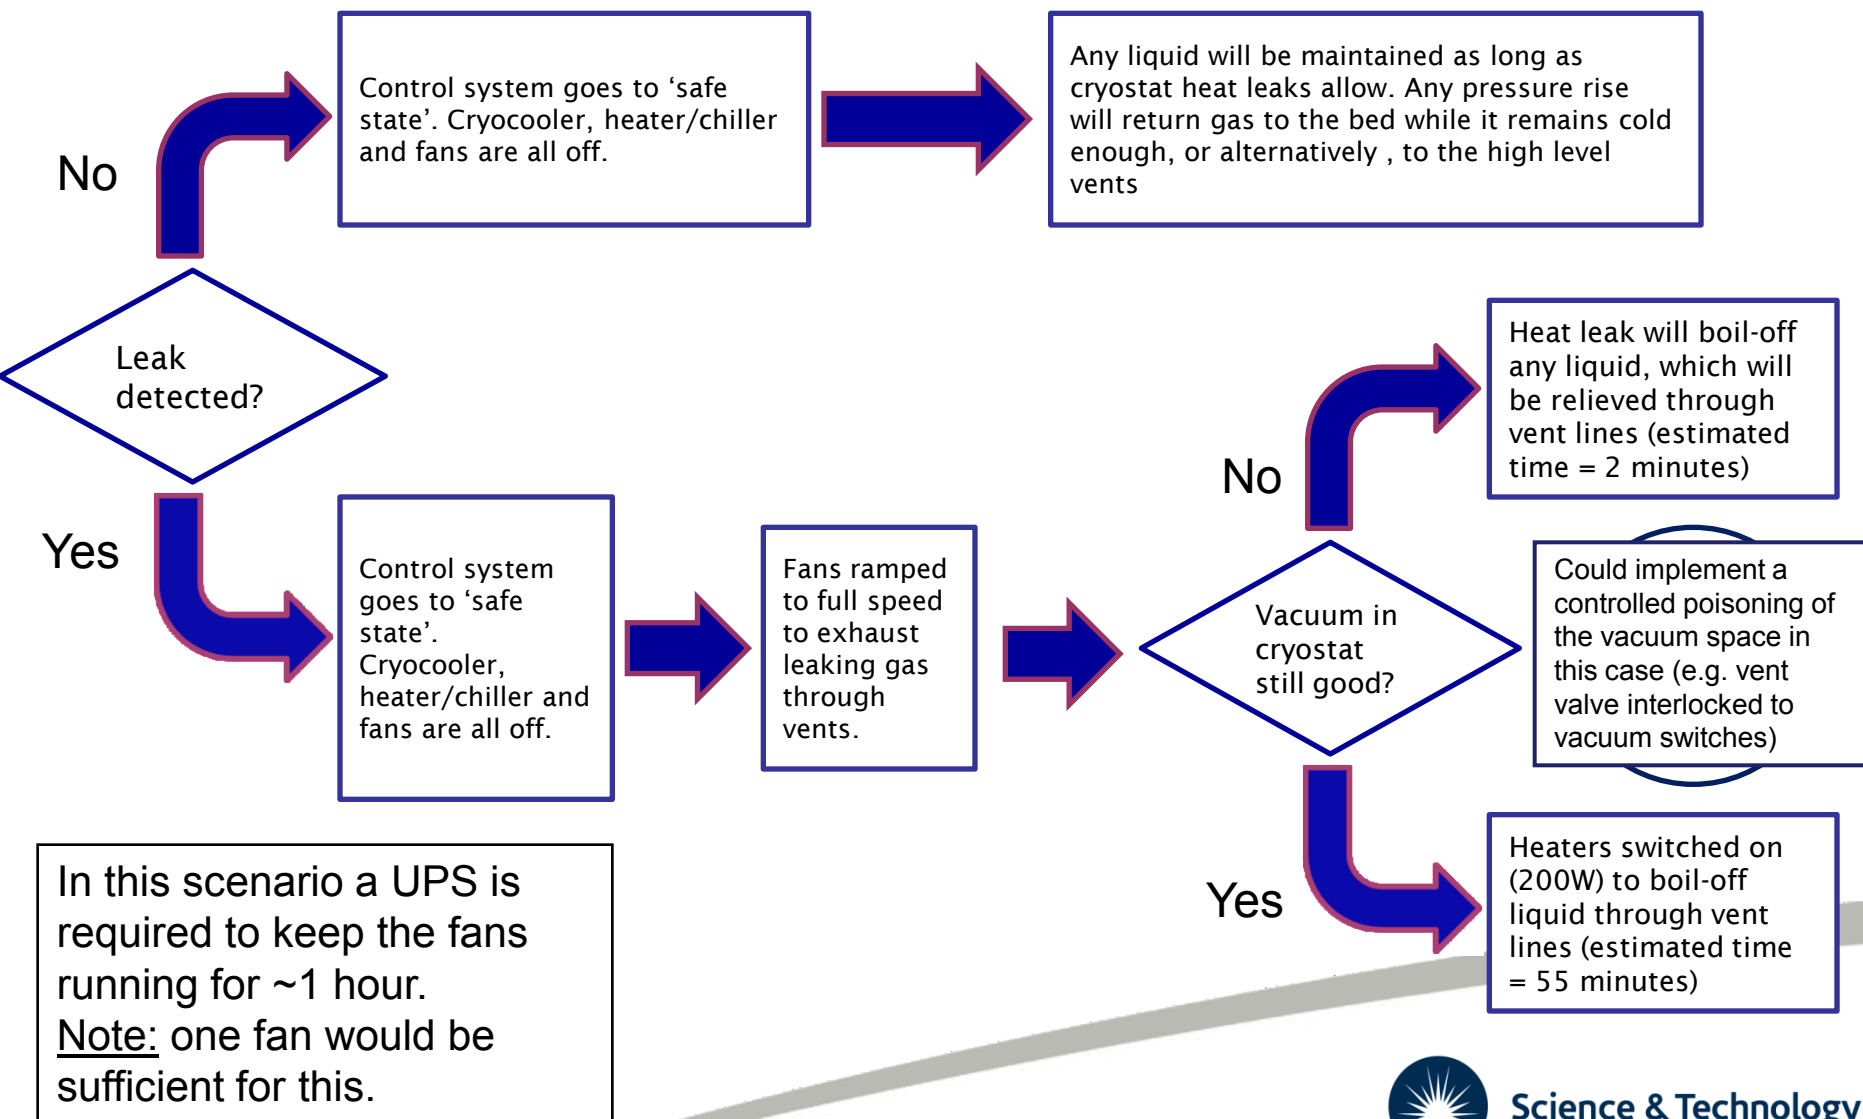 Control system goes to ‘safe
state’. Cryocooler, heater/chiller
and fans are all off.
Any liquid will be maintained as long as
cryostat heat leaks allow. Any pressure rise
will return gas to the bed while it remains cold
enough, or alternatively , to the high level
vents
No
Leak
detected?
Yes
Control system
goes to ‘safe
state’.
Cryocooler,
heater/chiller and
fans are all off.
Fans ramped
to full speed
to exhaust
leaking gas
through
vents.
Vacuum in
cryostat
still good?
No
Heat leak will boil-off
any liquid, which will
be relieved through
vent lines (estimated
time = 2 minutes)
Could implement a
controlled poisoning of
the vacuum space in
this case (e.g. vent
valve interlocked to
vacuum switches)
Yes
Heaters switched on
(200W) to boil-off
liquid through vent
lines (estimated time
= 55 minutes)
In this scenario a UPS is
required to keep the fans
running for ~1 hour.
Note: one fan would be
sufficient for this.
Science & Technology